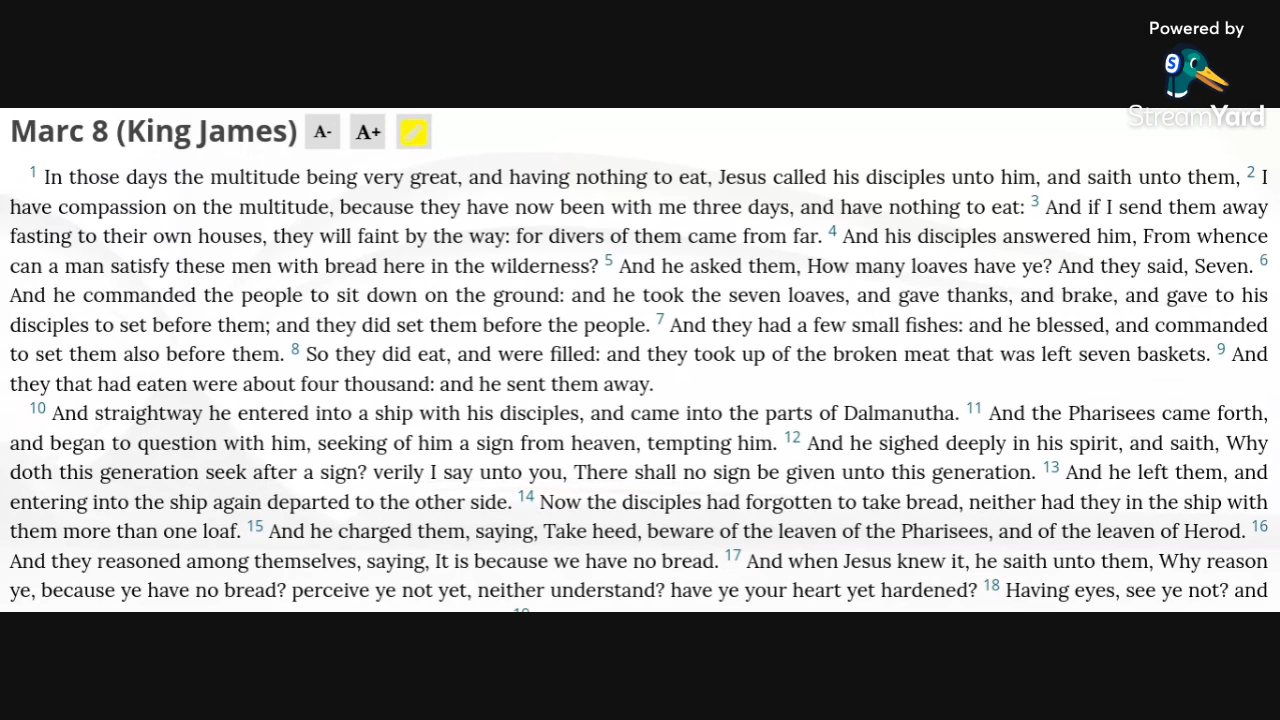 Powered by
StreamYard
Marc 8 (King James) A- A+
1 In those days the multitude being very great, and having nothing to eat, Jesus called his disciples unto him, and saith unto them, 2 I
have compassion on the multitude, because they have now been with me three days, and have nothing to eat: 3 And if I send them away
fasting to their own houses, they will faint by the way: for divers of them came from far. 4 And his disciples answered him, From whence
can a man satisfy these men with bread here in the wilderness? 5 And he asked them, How many loaves have ye? And they said, Seven. 6
And he commanded the people to sit down on the ground: and he took the seven loaves, and gave thanks, and brake, and gave to his
disciples to set before them; and they did set them before the people. 7 And they had a few small fishes: and he blessed, and commanded
to set them also before them. 8 So they did eat, and were filled: and they took up of the broken meat that was left seven baskets. 9 And
they that had eaten were about four thousand: and he sent them away.
10 And straightway he entered into a ship with his disciples, and came into the parts of Dalmanutha. 11 And the Pharisees came forth,
and began to question with him, seeking of him a sign from heaven, tempting him. 12 And he sighed deeply in his spirit, and saith, Why
doth this generation seek after a sign? verily I say unto you, There shall no sign be given unto this generation. 13 And he left them, and
entering into the ship again departed to the other side. 14 Now the disciples had forgotten to take bread, neither had they in the ship with
them more than one loaf. 15 And he charged them, saying, Take heed, beware of the leaven of the Pharisees, and of the leaven of Herod. 16
And they reasoned among themselves, saying, It is because we have no bread. 17 And when Jesus knew it, he saith unto them, Why reason
ye, because ye have no bread? perceive ye not yet, neither understand? have ye your heart yet hardened? 18 Having eyes, see ye not? and